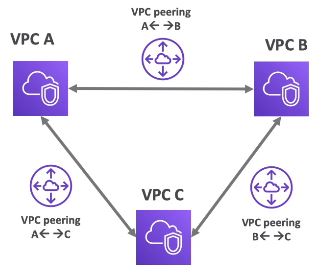 VPC peering
A← →B
VPC A
VPC B
VPC C
VPC peering
A← →C
VPC peering
B← →C